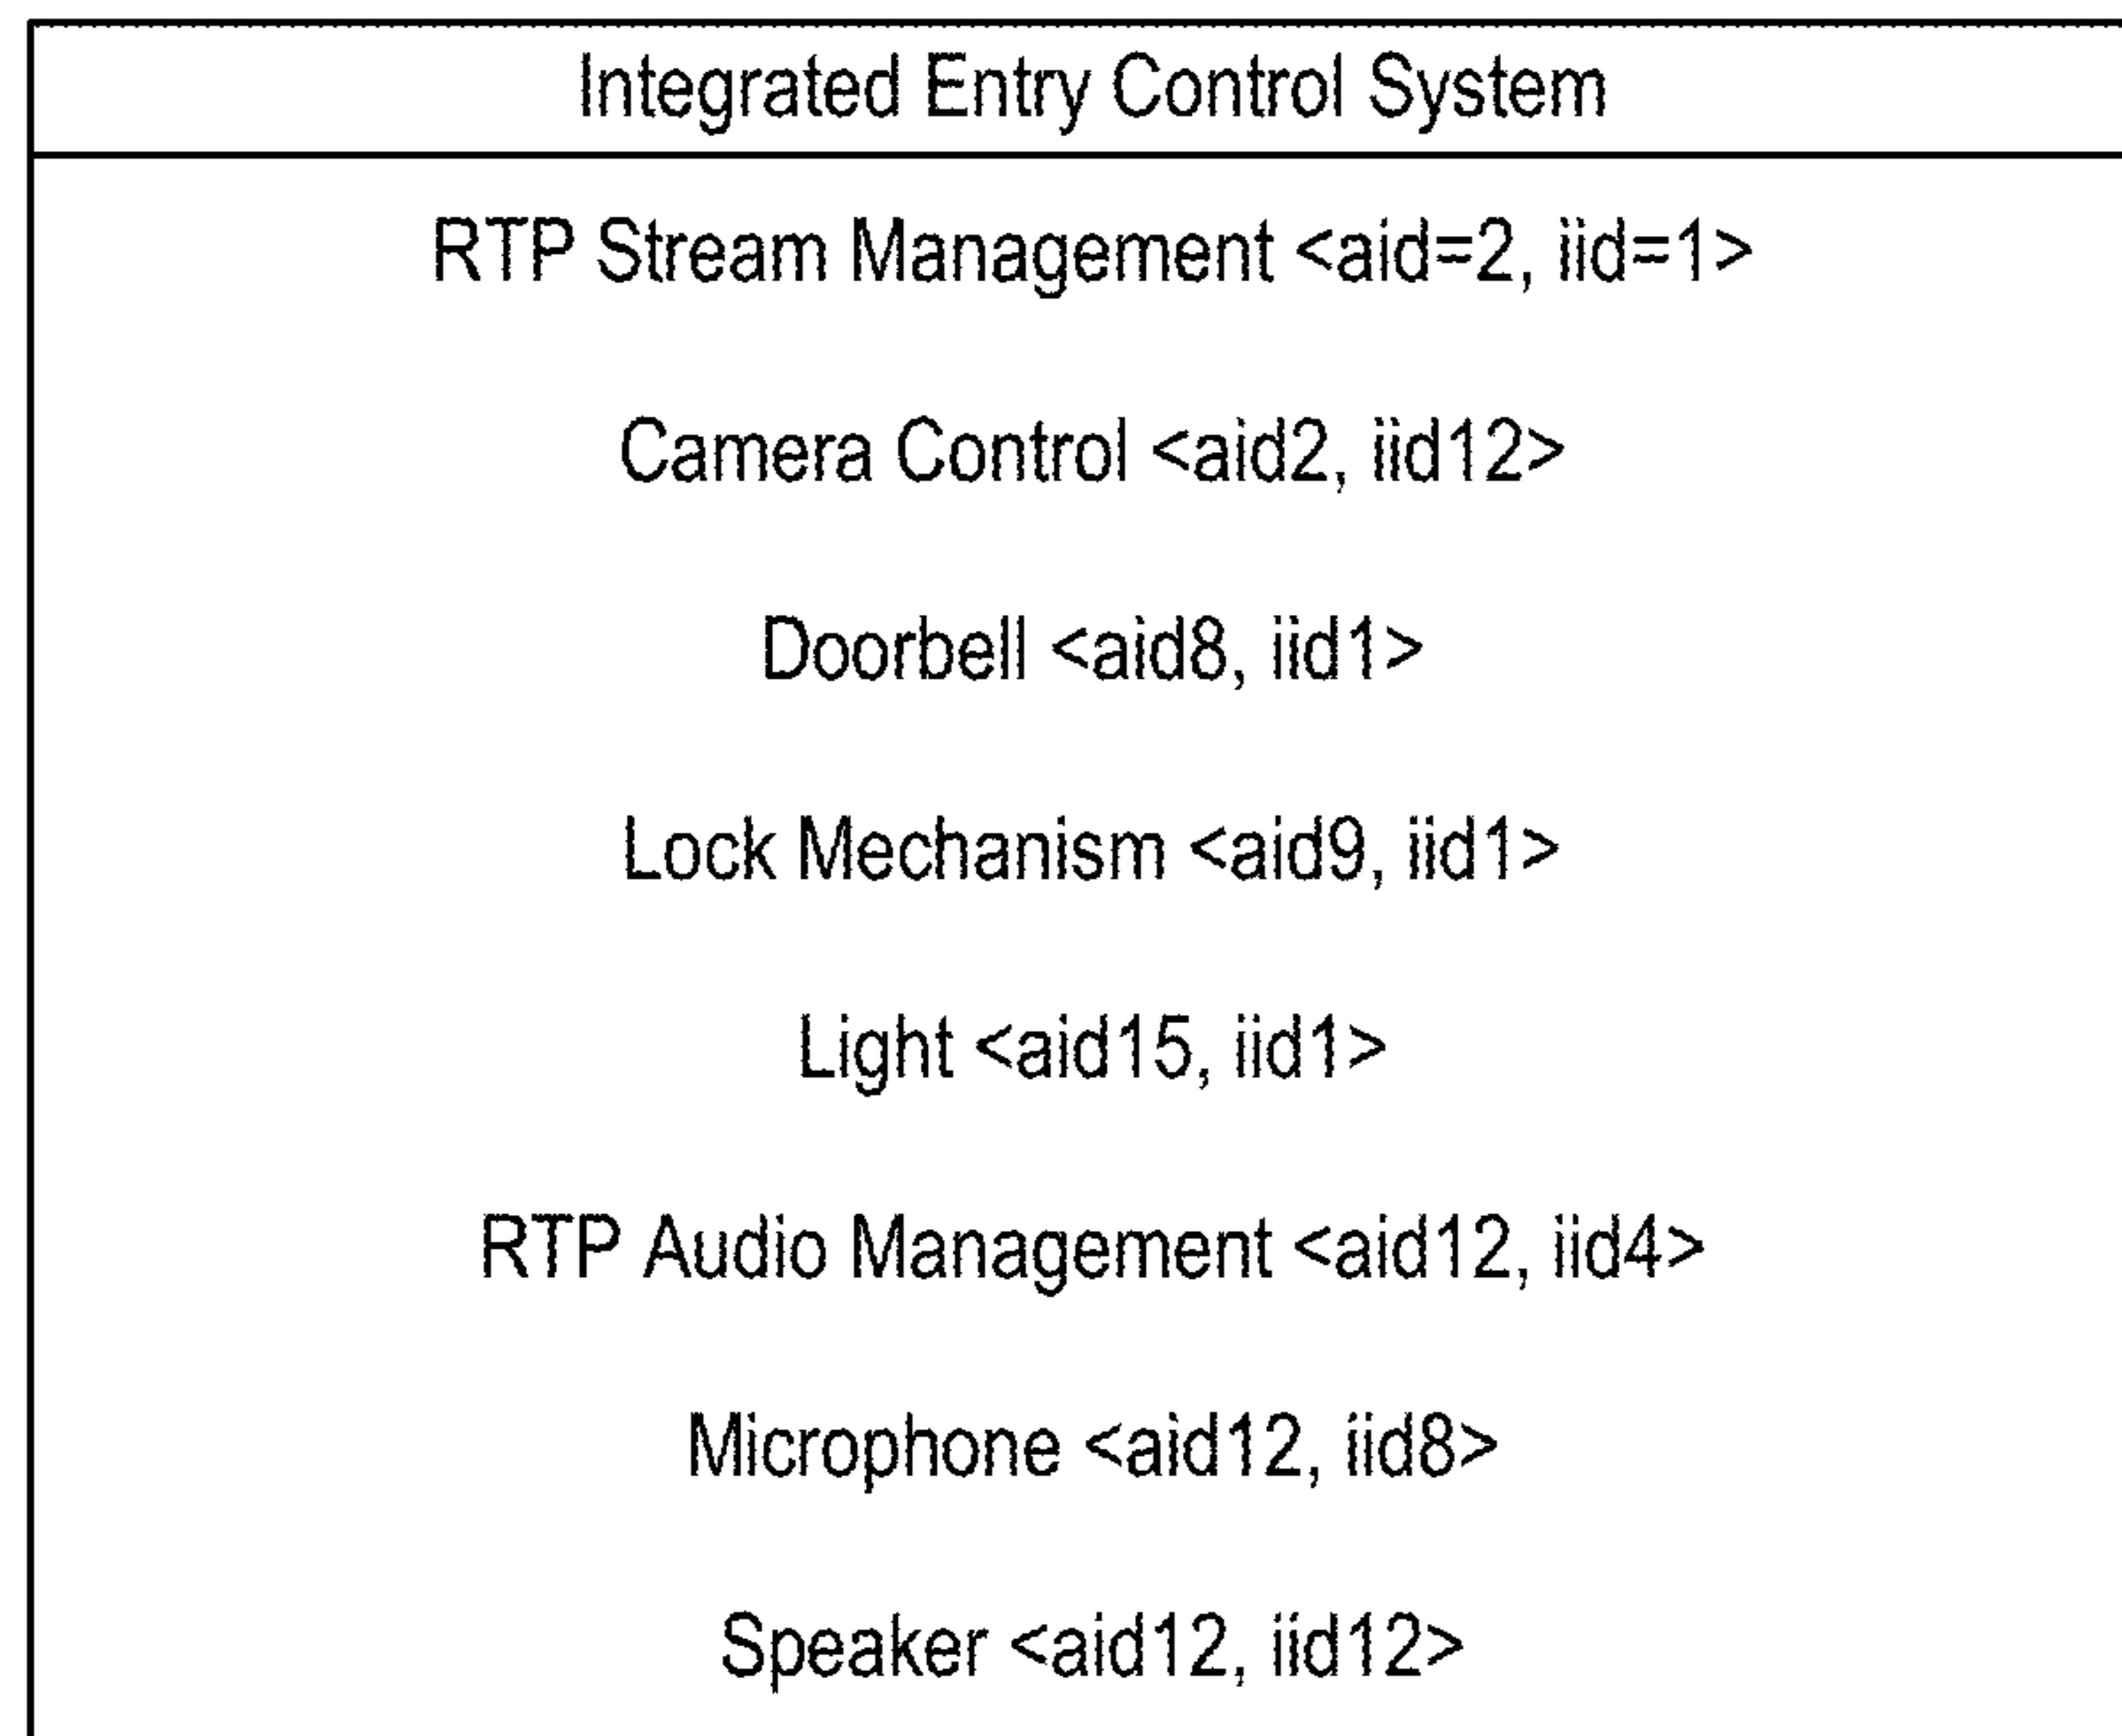 Integrated Entry Control System
RTP Stream Management <aid=2, iid=1>
Camera Control <aid2, iid12>
Doorbell <aid8, iid1>
Lock Mechanism <aid9, iid1>
Light <aid15, iid1>
RTP Audio Management <aid12, iid4>
Microphone <aid12, iid8>
Speaker <aid12, iid12>